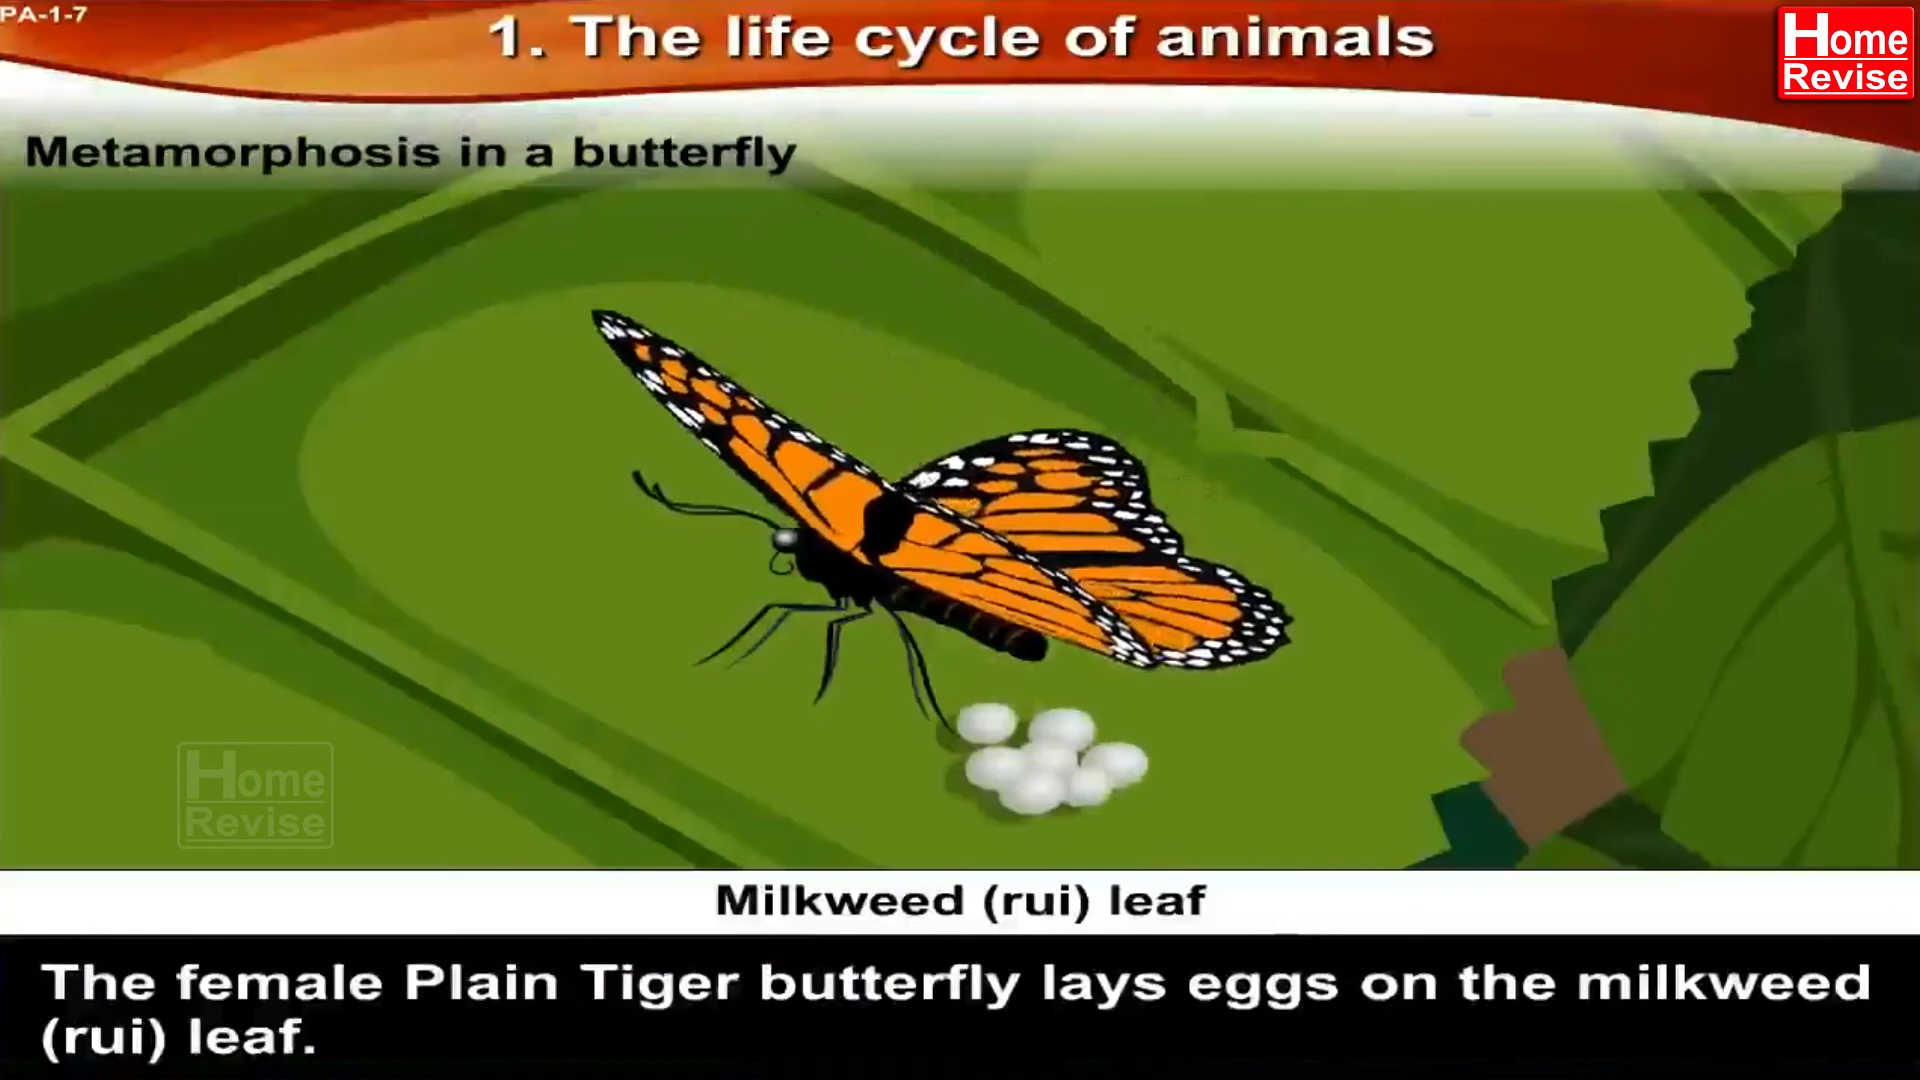 PA-1-7
1. The life cycle of animals
Home
Revise
Metamorphosis in a butterfly
Home
Revise
Milkweed (rui) leaf
The female Plain Tiger butterfly lays eggs on the milkweed
(rui) leaf.